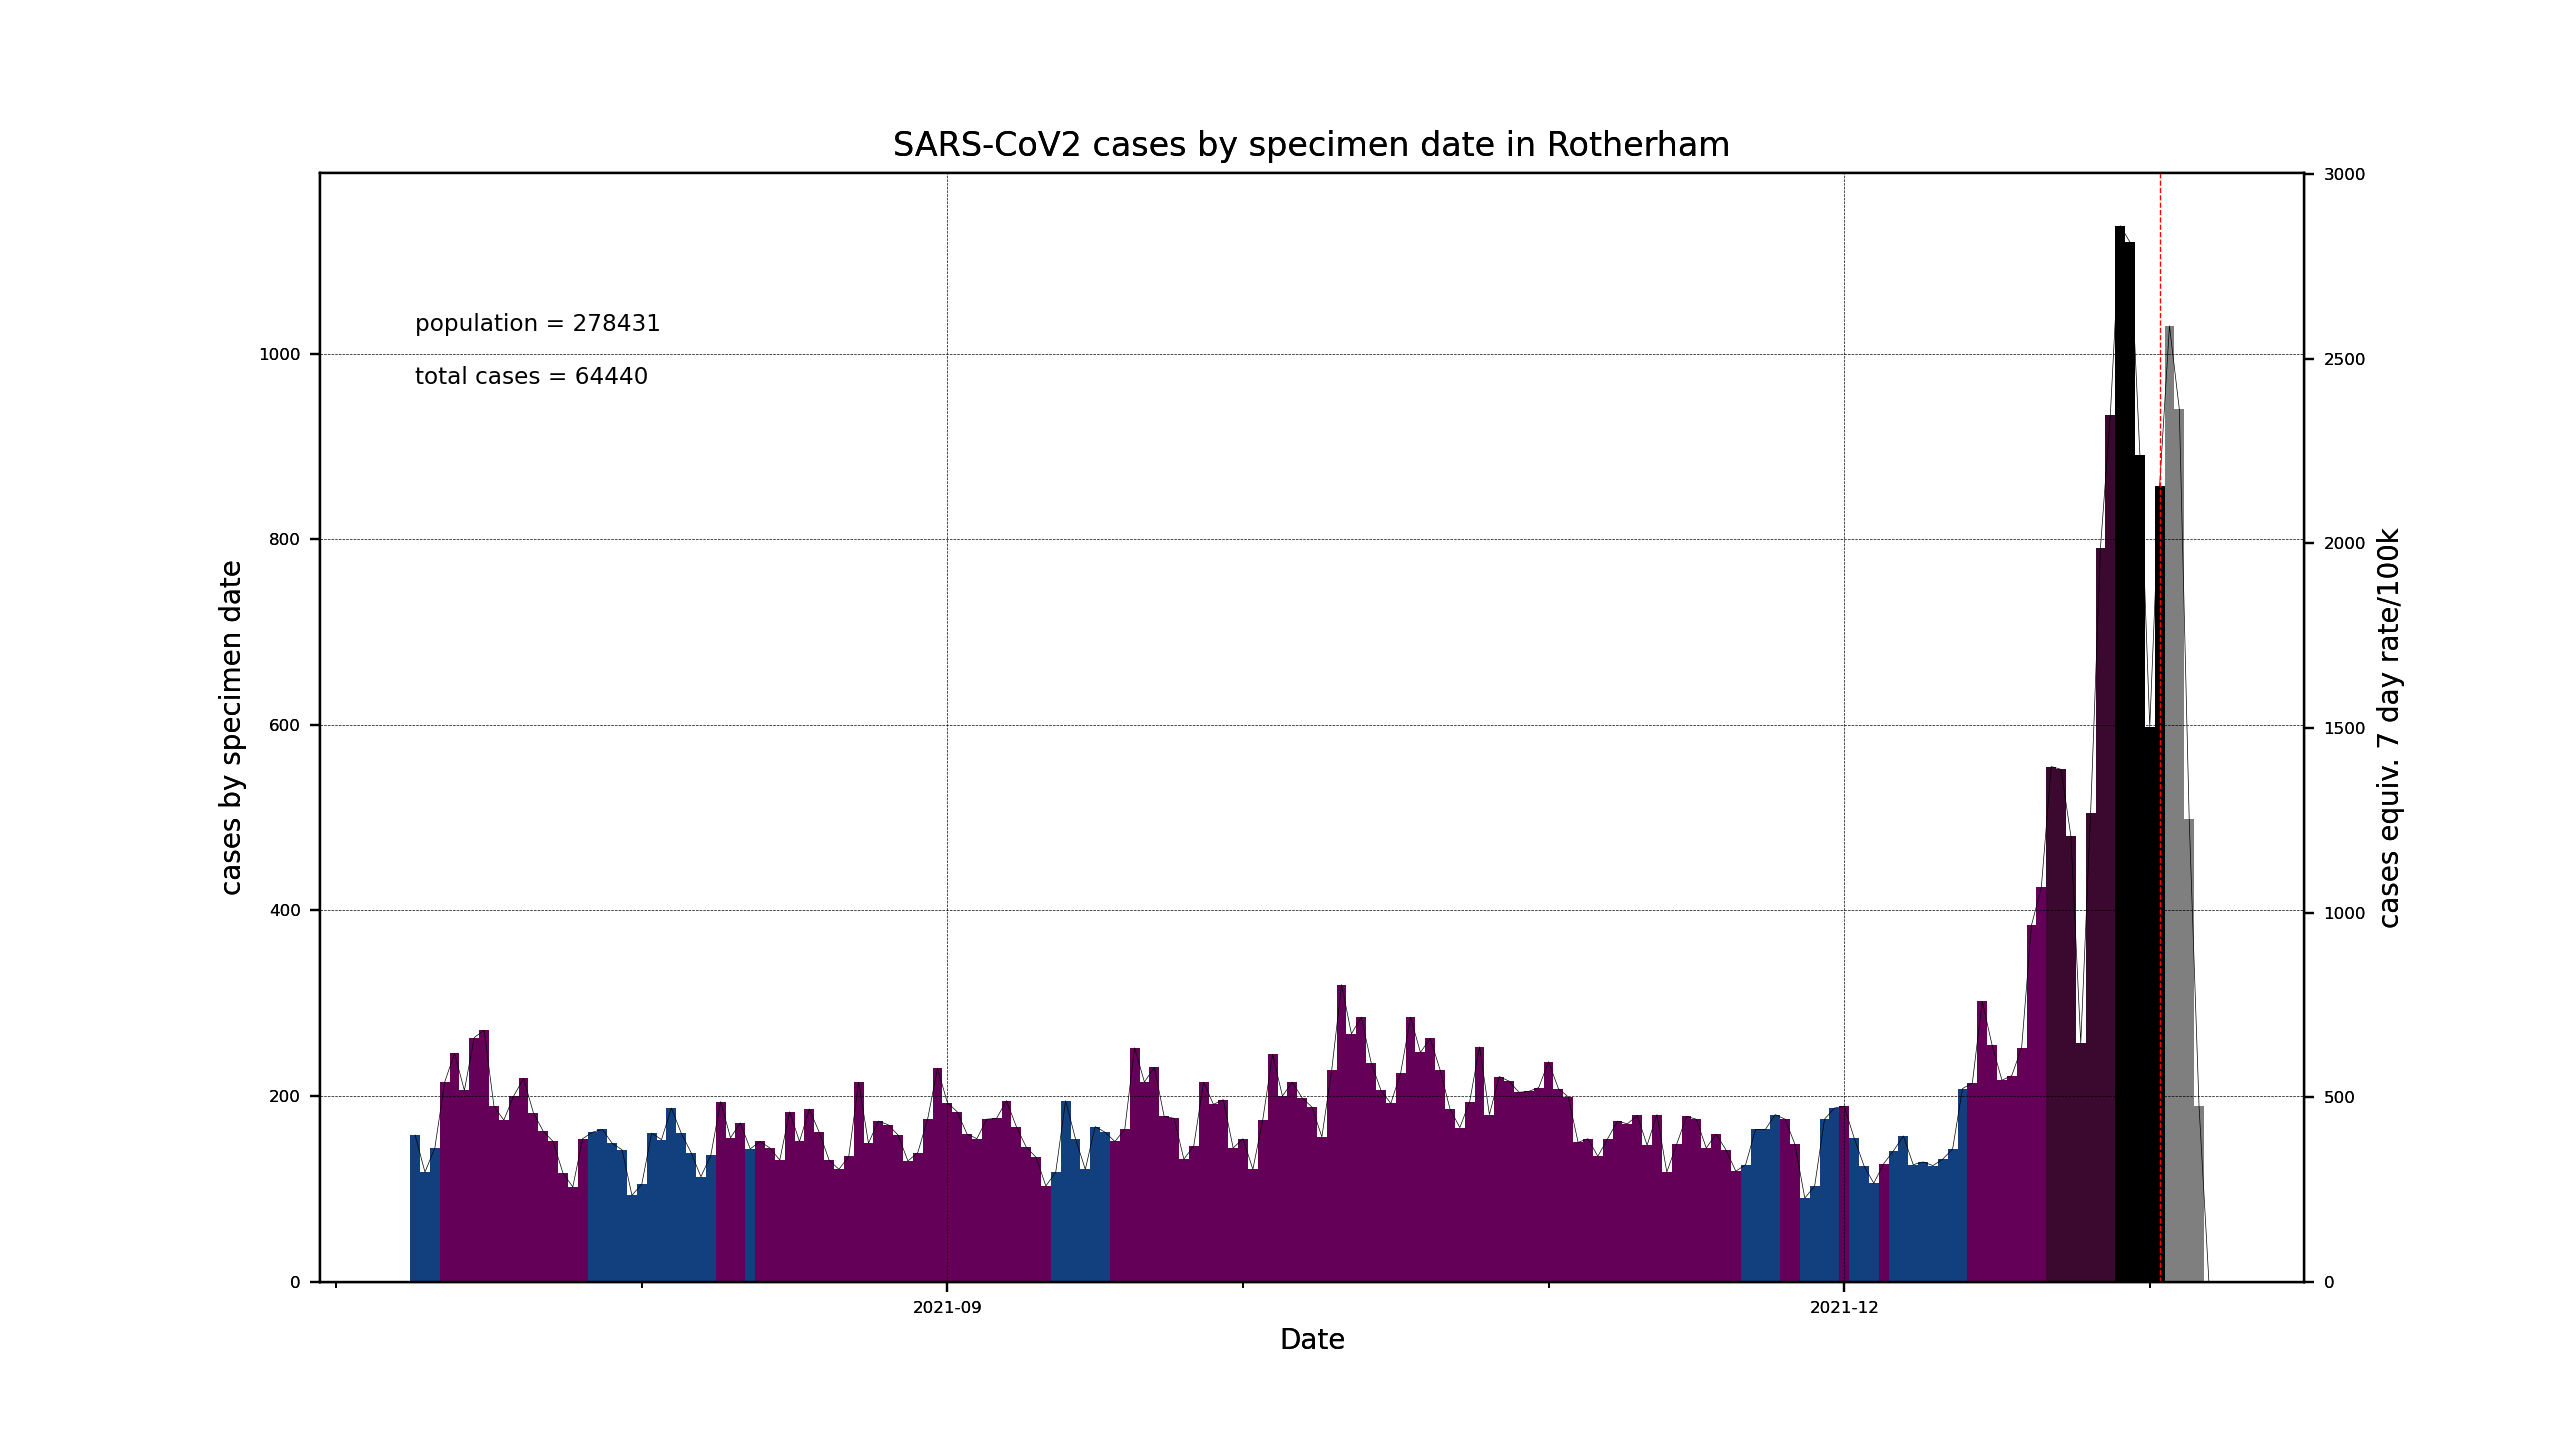 SARS-CoV2 cases by specimen date in Rotherham
population = 278431
total cases = 64440
cases by specimen date
1000
800
600
400
200
0
3000
2500
2000
1500
1000
500
0
cases equiv. 7 day rate/100k
2021-09
2021-12
Date